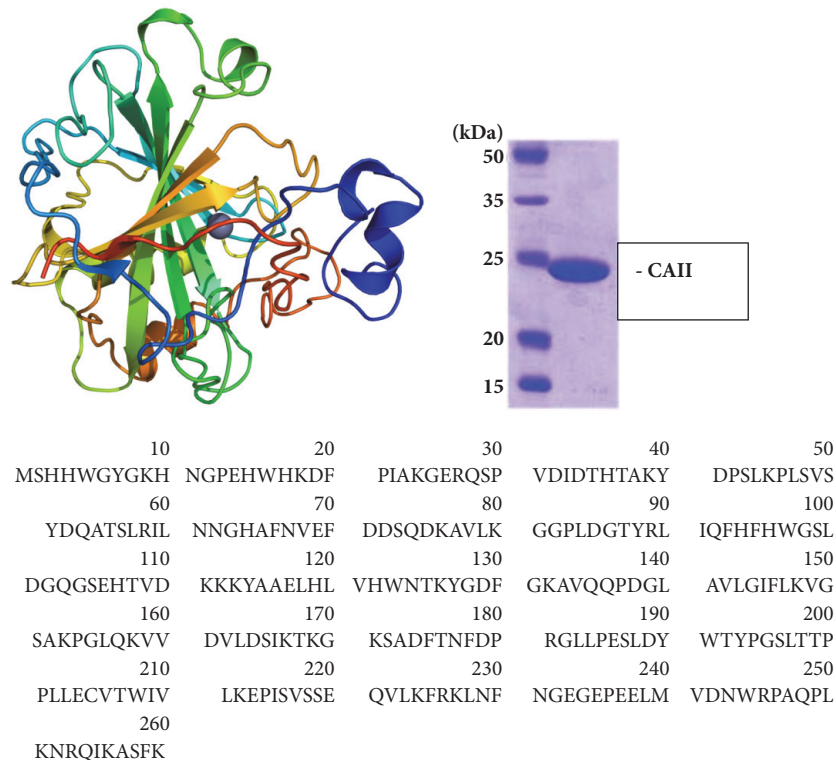 (kDa)
50
35
25
- CAII
20
15
10 20 30 40 50
MSHHWGYGKH NGPEHWHKDF PIAKGERQSP VDIDTHTAKY DPSLKPLSVS
60 70 80 90 100
YDQATSLRIL NNGHAFNVEF DDSQDKAVLK GGPLDGTYRL IQFHFHWGSL
110 120 130 140 150
DGQGSEHTVD KKKYAAELHL VHWNTKYGDF GKAVQQPDGL AVLGIFLKVG
160 170 180 190 200
SAKPGLQKVV DVLDSIKTKG KSADFTNFDP RGLLPESLDY WTYPGSLTTP
210 220 230 240 250
PLLECVTWIV LKEPISVSSE QVLKFRKLNF NGEGEPEELM VDNWRPAQPL
260
KNRQIKASFK